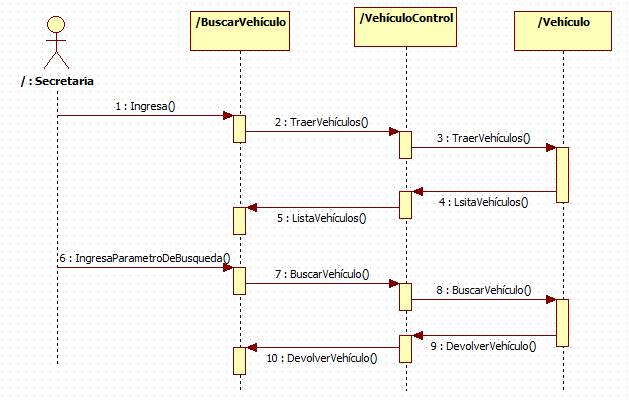 /BuscarVehículo
/VehículoControl
/Vehículo
/ : Secretaria
1 : Ingresa()
2 : TraerVehículos()
3 : TraerVehículos()
4 : LsitaVehículos()
5 : ListaVehículos()
6 : IngresaParametroDeBusqueda()
7 : BuscarVehículo()
8 : BuscarVehículo()
9 : DevolverVehículo()
10 : DevolverVehículo()